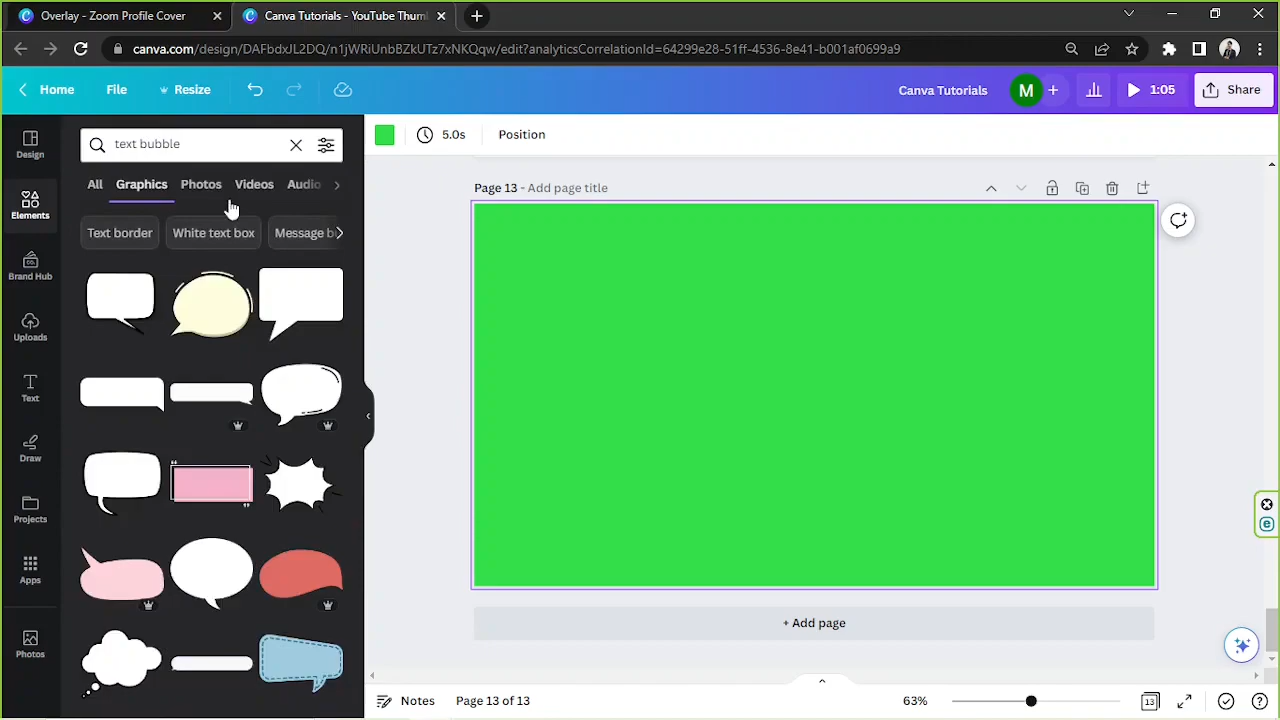 Overlay - Zoom Profile Cover
Canva Tutorials - YouTube Thum
canva.com/design/DAFbdxJL2DQ/n1jWRiUnbBZkUTz7xNKQqw/edit?analyticsCorrelationId=64299e28-51ff-4536-8e41-b001af0699a9
Home
File
Resize
Canva Tutorials
M
+
1:05
Share
Design
Elements
Brand Hub
Uploads
Text
Draw
Projects
Apps
Photos
text bubble
All
Graphics
Photos
Videos
Audio
Text border
White text box
Message b
5.0s
Position
Page 13 - Add page title
+ Add page
Notes
Page 13 of 13
63%
13